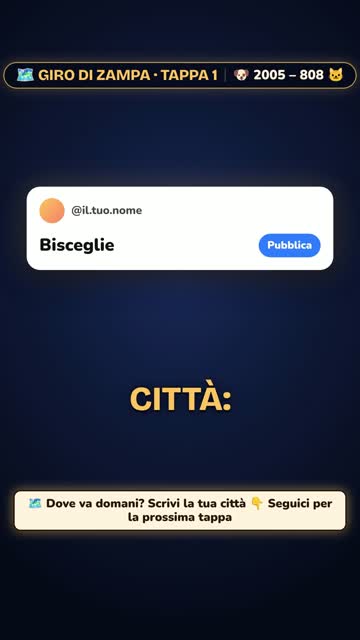 🗺️ GIRO DI ZAMPA • TAPPA 1 | 🐶 2005 – 808 🐱
@il.tuo.nome
Bisceglie
Pubblica
CITTÀ:
🗺️ Dove va domani? Scrivi la tua città 👇 Seguici per
la prossima tappa